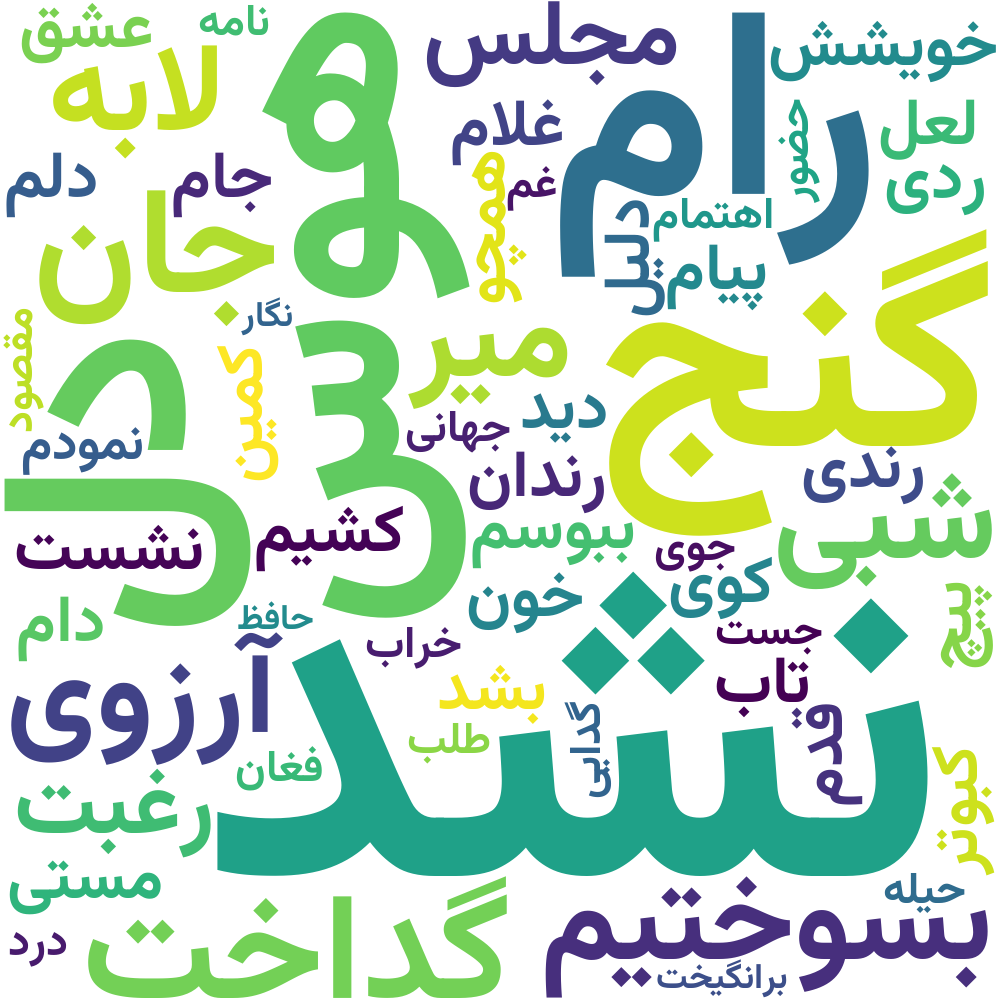 عشق
نامه
مجلس
خویشش
لابه
هوس
رام
غلام
حضور
لعل
دلم
جام
همچو
غم
ردی
جان
دلیل
اهتمام
پیام
گنج
نگار
مقصود
کمین
میر
دید
جهانی
دل
نمودم
رندان
رندی
نشست
کشیم
ببوسم
جوی
شبی
دام
حافظ
خون
کوی
پیچ
خراب
جست
آرزوی
نشد
بشد
تاب
طلب
گدایی
قدم
فغان
رغبت
کبوتر
مستی
حیله
درد
گداخت
بسوختیم
برانگیخت